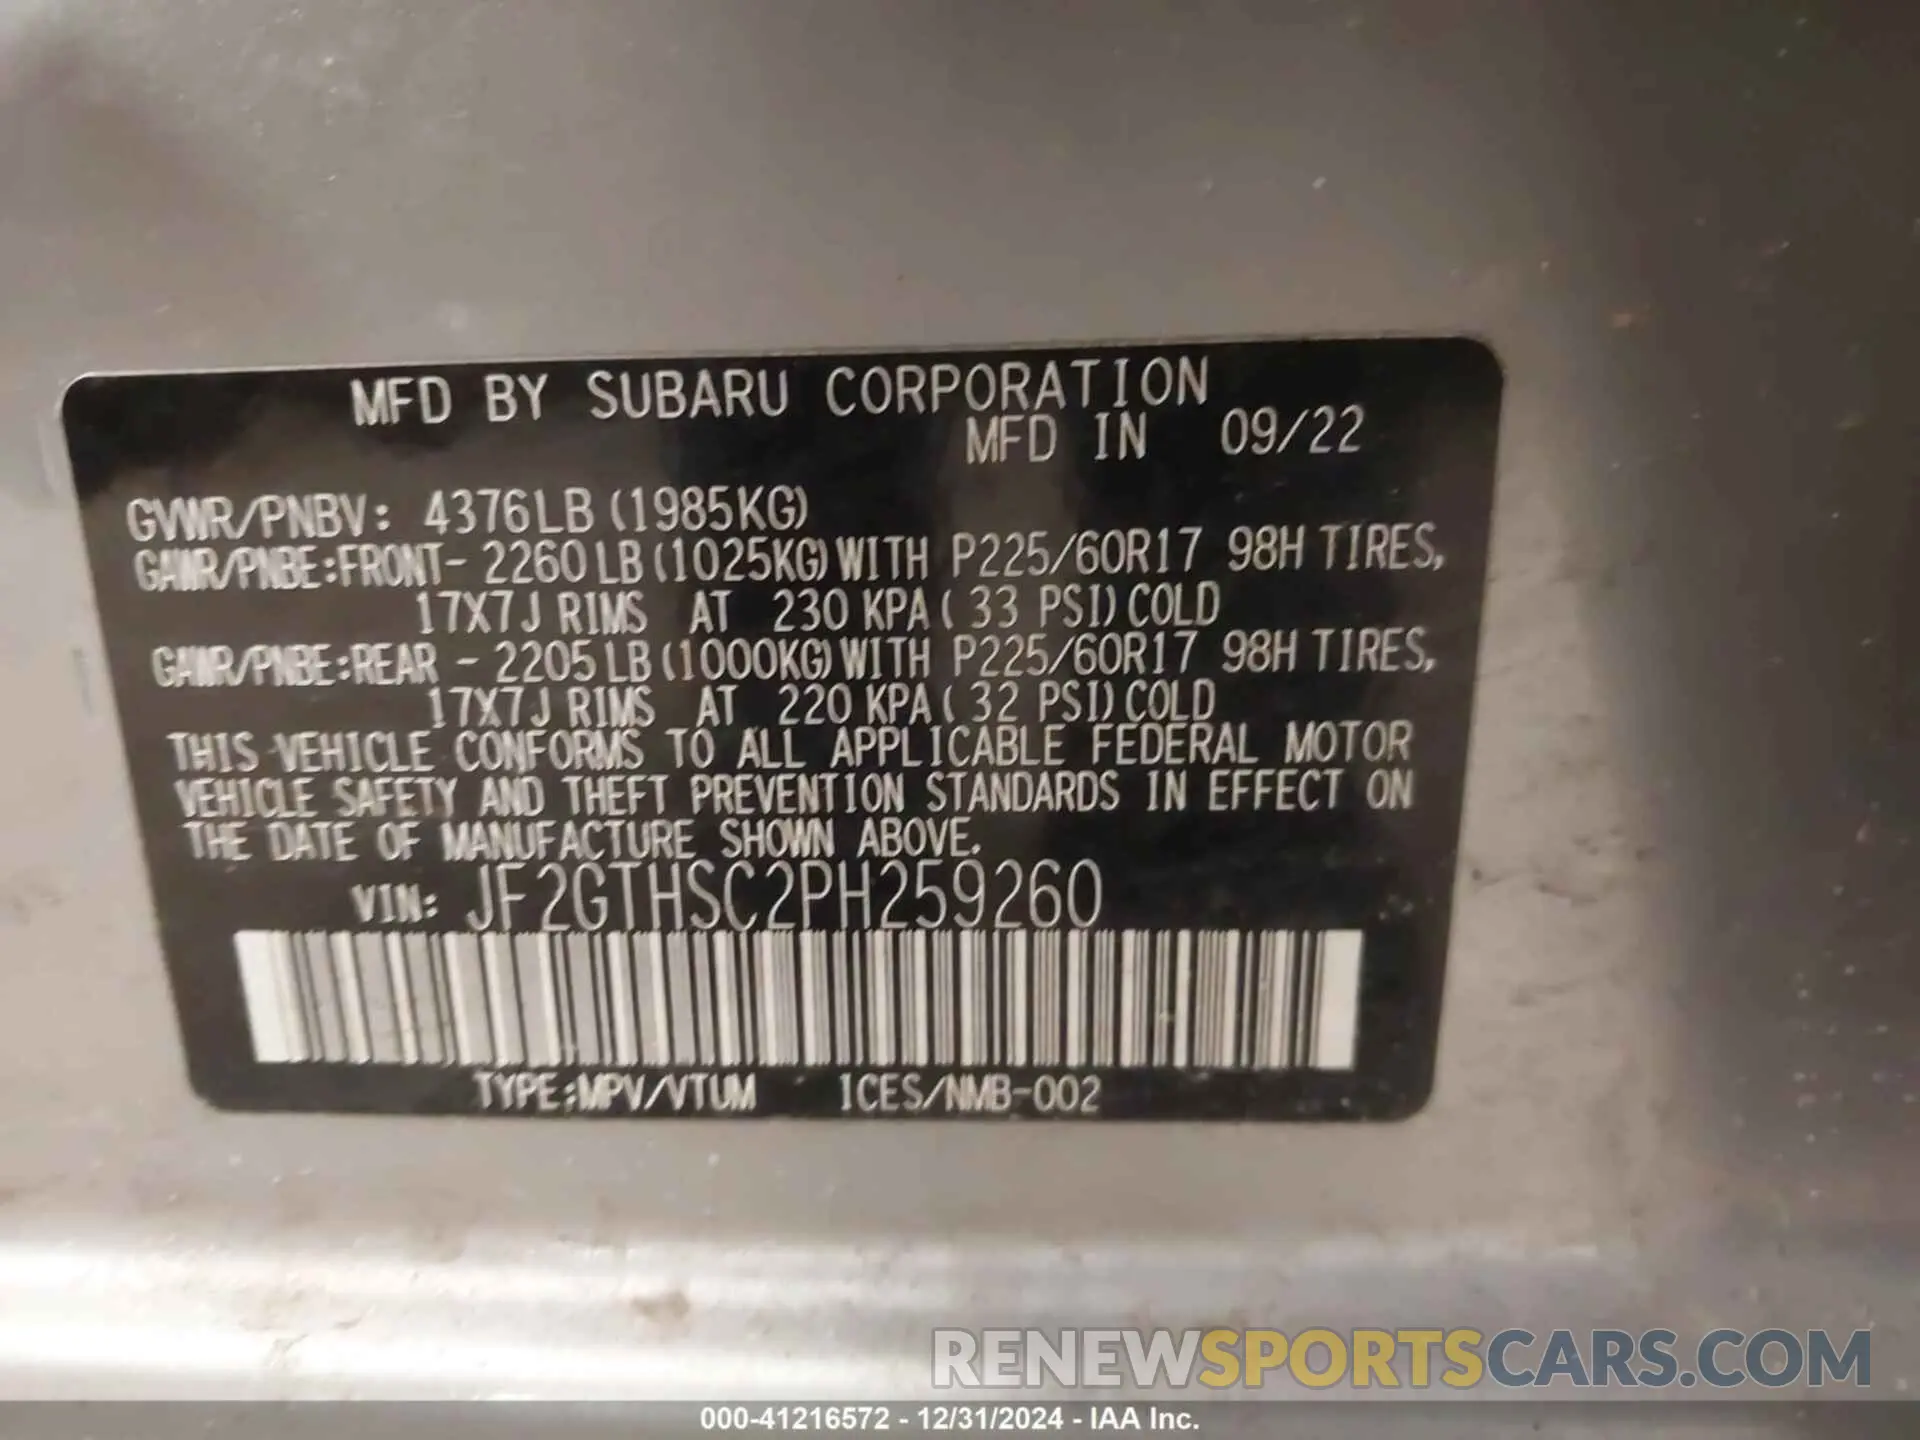 MFD BY SUBARU CORPORATION
MFD IN 09/22
GVWR/PNBV: 4376LB (1985KG)
GAWR/PNBE:FRONT- 2260LB (1025KG) WITH P225/60R17 98H TIRES,
17X7J RIMS AT 230 KPA ( 33 PSI) COLD
GAWR/PNBE:REAR - 2205LB (1000KG) WITH P225/60R17 98H TIRES,
17X7J RIMS AT 220 KPA ( 32 PSI) COLD
THIS VEHICLE CONFORMS TO ALL APPLICABLE FEDERAL MOTOR
VEHICLE SAFETY AND THEFT PREVENTION STANDARDS IN EFFECT ON
THE DATE OF MANUFACTURE SHOWN ABOVE.
VIN: JF2GTHSC2PH259260
TYPE:MPV/VTUM ICES/NMB-002
RENEWSPORTSCARS.COM
000-41216572 - 12/31/2024 - IAA Inc.